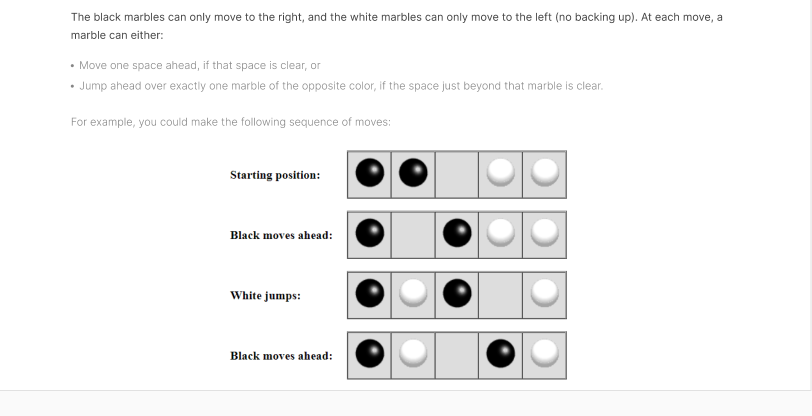 The black marbles can only move to the right, and the white marbles can only move to the left (no backing up). At each move, a
marble can either:
• Move one space ahead, if that space is clear, or
• Jump ahead over exactly one marble of the opposite color, if the space just beyond that marble is clear.
For example, you could make the following sequence of moves:
Starting position:
Black moves ahead:
White jumps:
Black moves ahead: